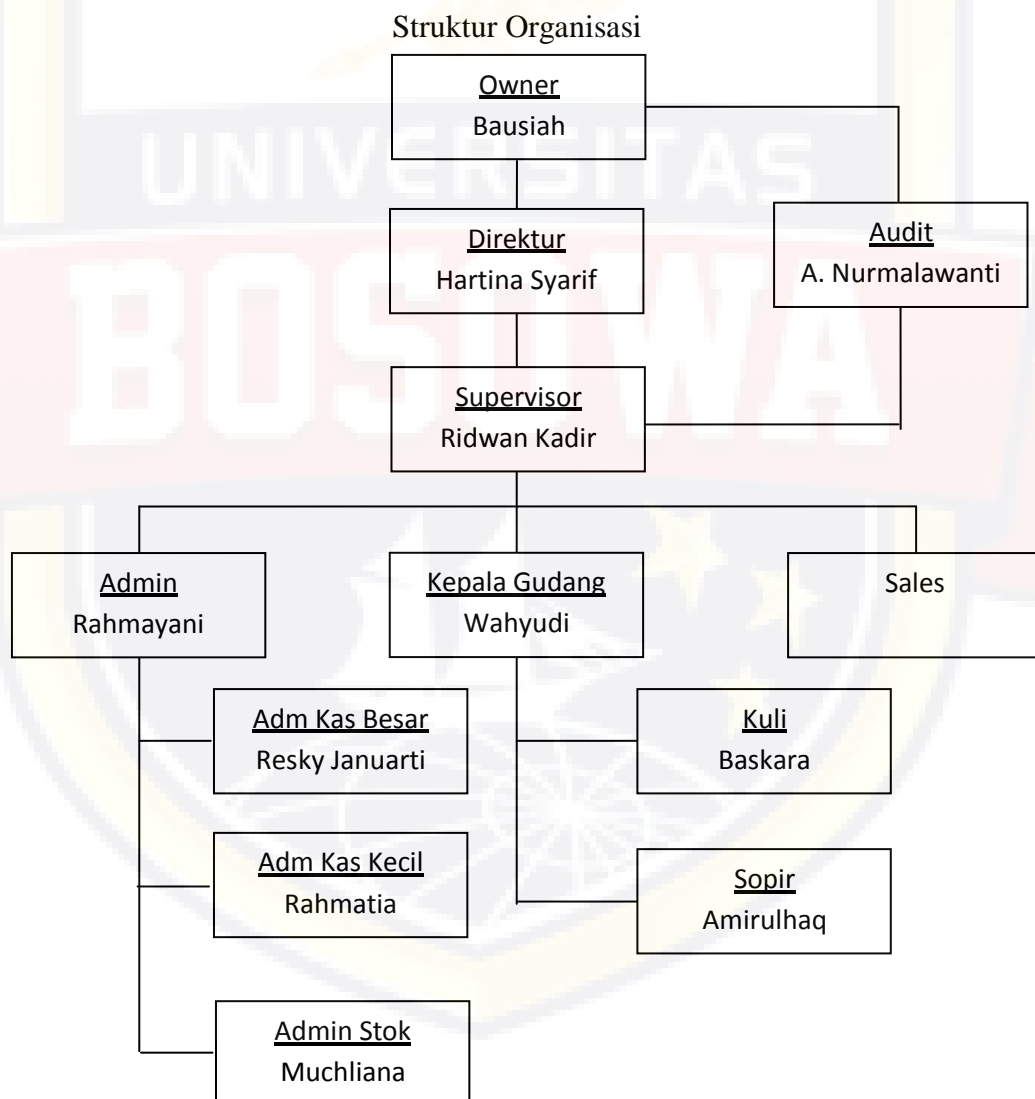 Struktur Organisasi
Owner
Bausiah
UNIVERSITAS
Direktur
Hartina Syarif
Audit
A. Nurmalawanti
BOSOWA
Supervisor
Ridwan Kadir
Admin
Rahmayani
Kepala Gudang
Wahyudi
Sales
Adm Kas Besar
Resky Januarti
Kuli
Baskara
Adm Kas Kecil
Rahmatia
Sopir
Amirulhaq
Admin Stok
Muchliana